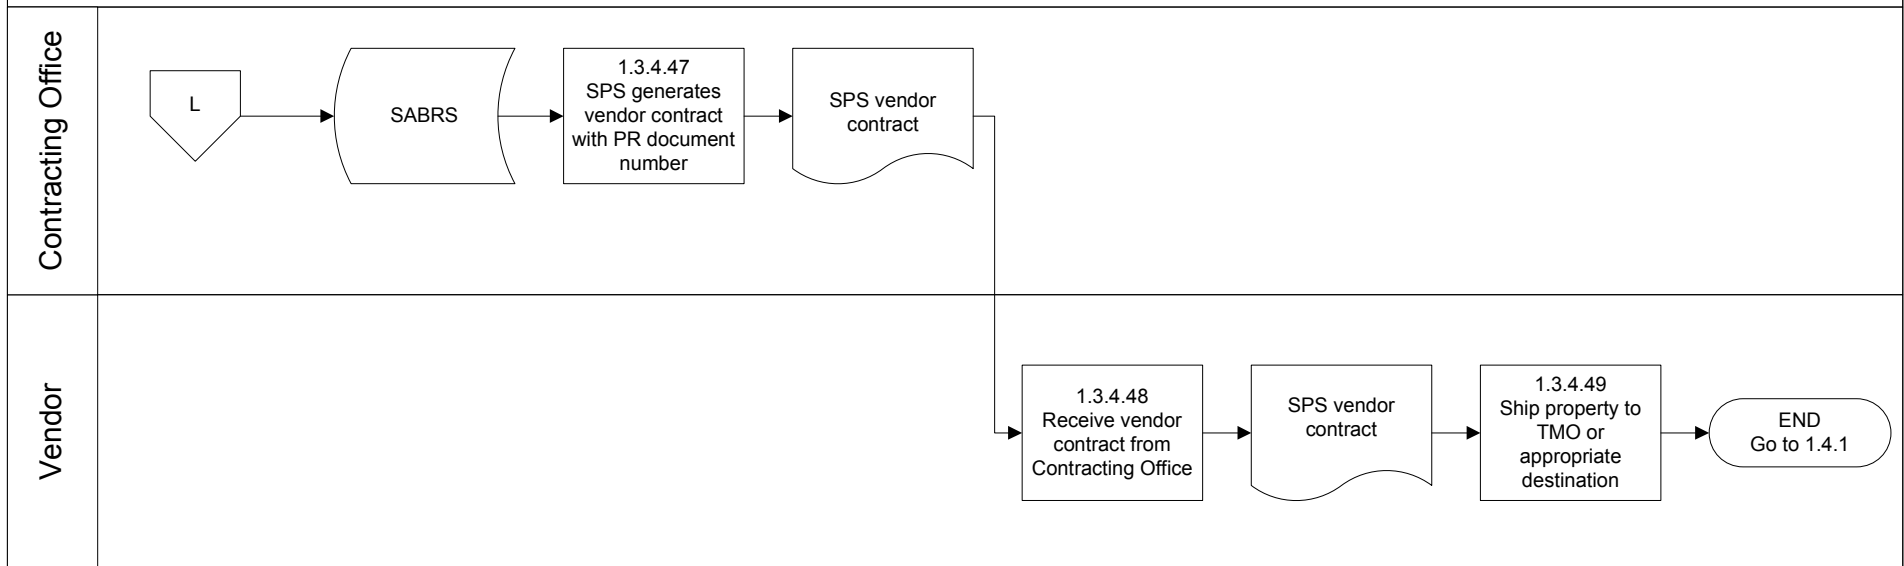 Contracting Office
L
SABRS
1.3.4.47
SPS generates
vendor contract
with PR document
number
SPS vendor
contract
Vendor
1.3.4.48
Receive vendor
contract from
Contracting Office
SPS vendor
contract
1.3.4.49
Ship property to
TMO or
appropriate
destination
END
Go to 1.4.1